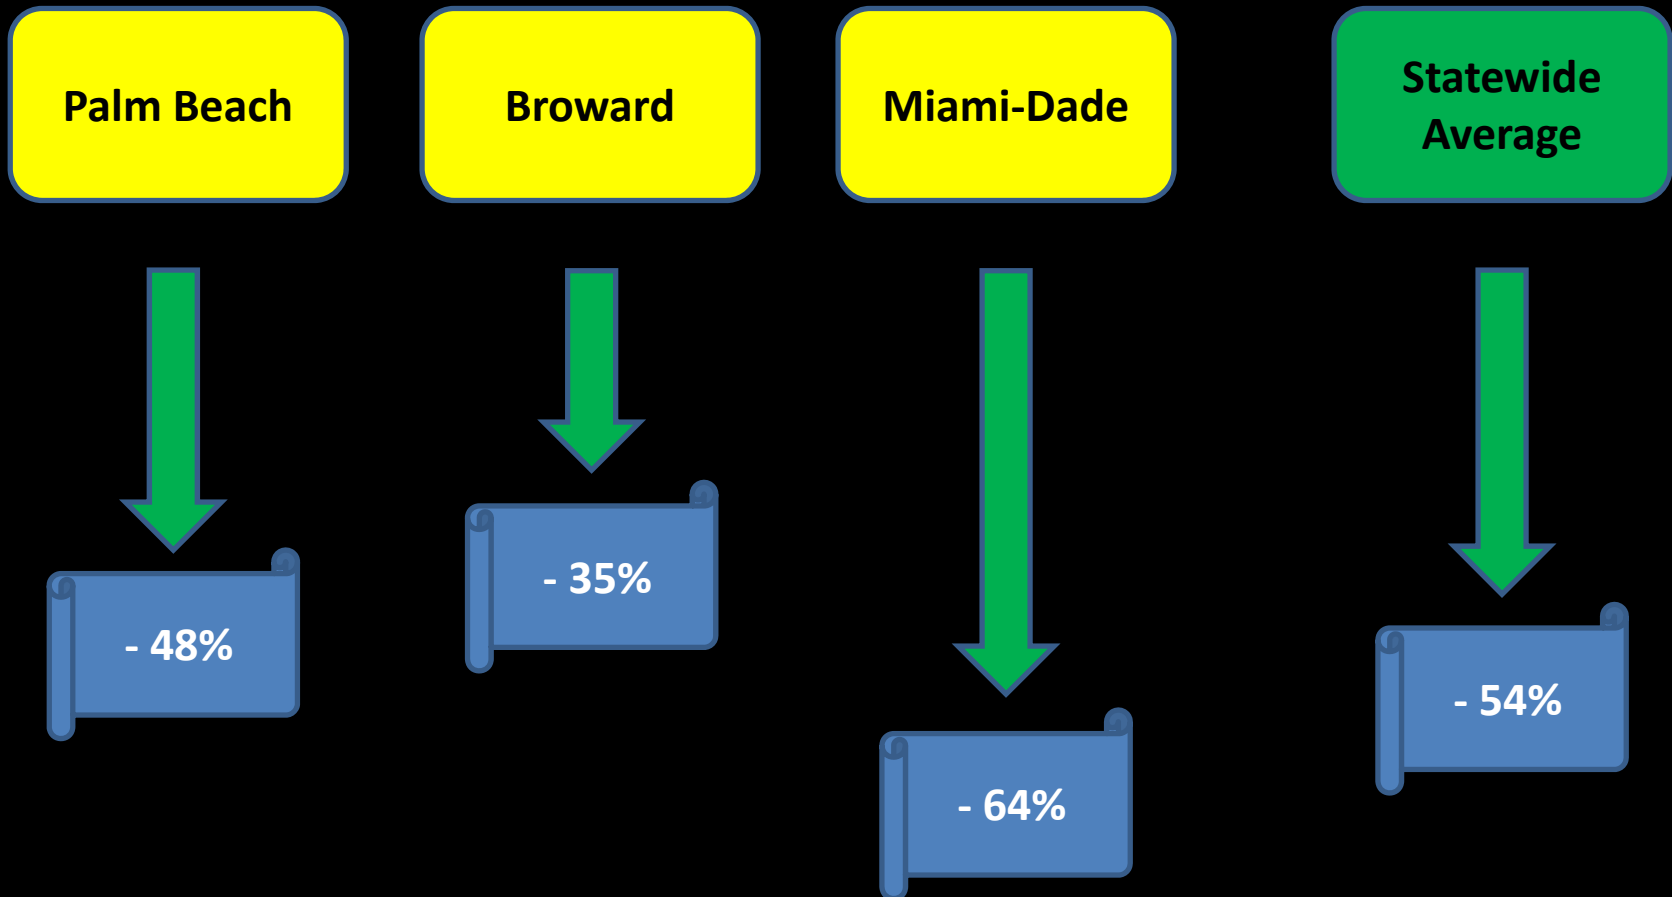 Palm Beach
Broward
Miami-Dade
Statewide
Average
- 48%
- 35%
- 64%
- 54%